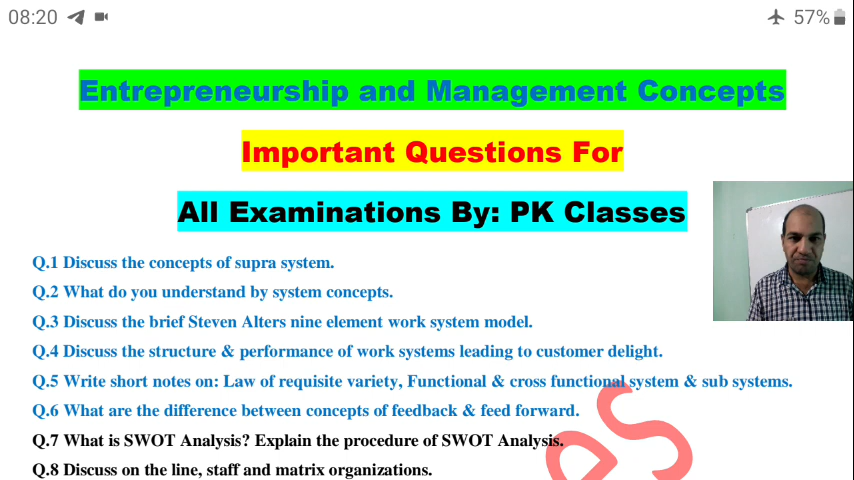 08:20
57%
Entrepreneurship and Management Concepts
Important Questions For
All Examinations By: PK Classes
Q.1 Discuss the concepts of supra system.
Q.2 What do you understand by system concepts.
Q.3 Discuss the brief Steven Alters nine element work system model.
Q.4 Discuss the structure & performance of work systems leading to customer delight.
Q.5 Write short notes on: Law of requisite variety, Functional & cross functional system & sub systems.
Q.6 What are the difference between concepts of feedback & feed forward.
Q.7 What is SWOT Analysis? Explain the procedure of SWOT Analysis.
Q.8 Discuss on the line, staff and matrix organizations.